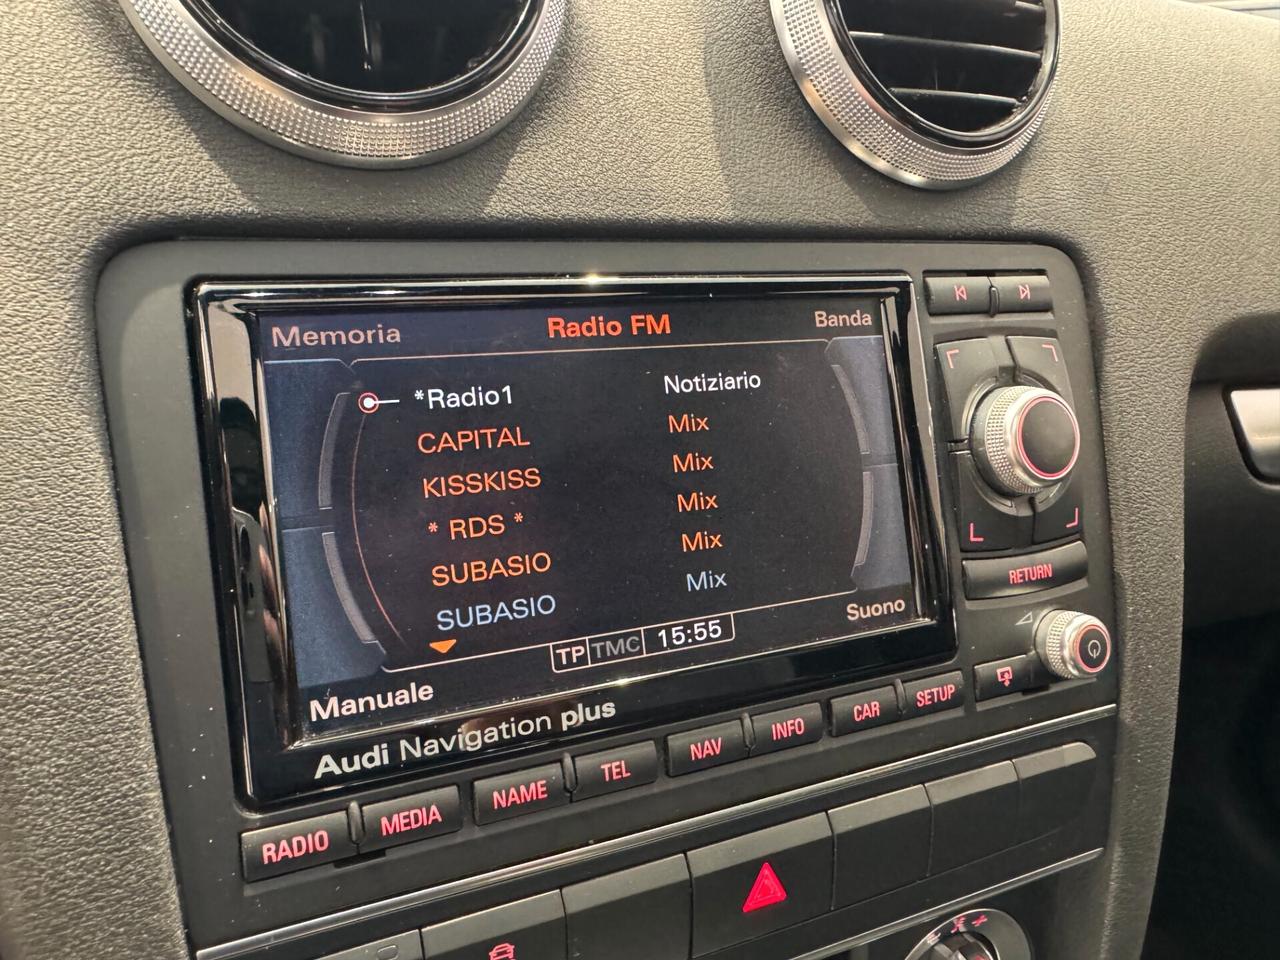 Memoria Radio FM Banda
*Radio1 Notiziario
CAPITAL Mix
KISSKISS Mix
* RDS * Mix
SUBASIO Mix
SUBASIO Mix
TP TMC 15:55
Suono
Manuale
Audi Navigation plus
RETURN
RADIO MEDIA NAME TEL NAV INFO CAR SETUP